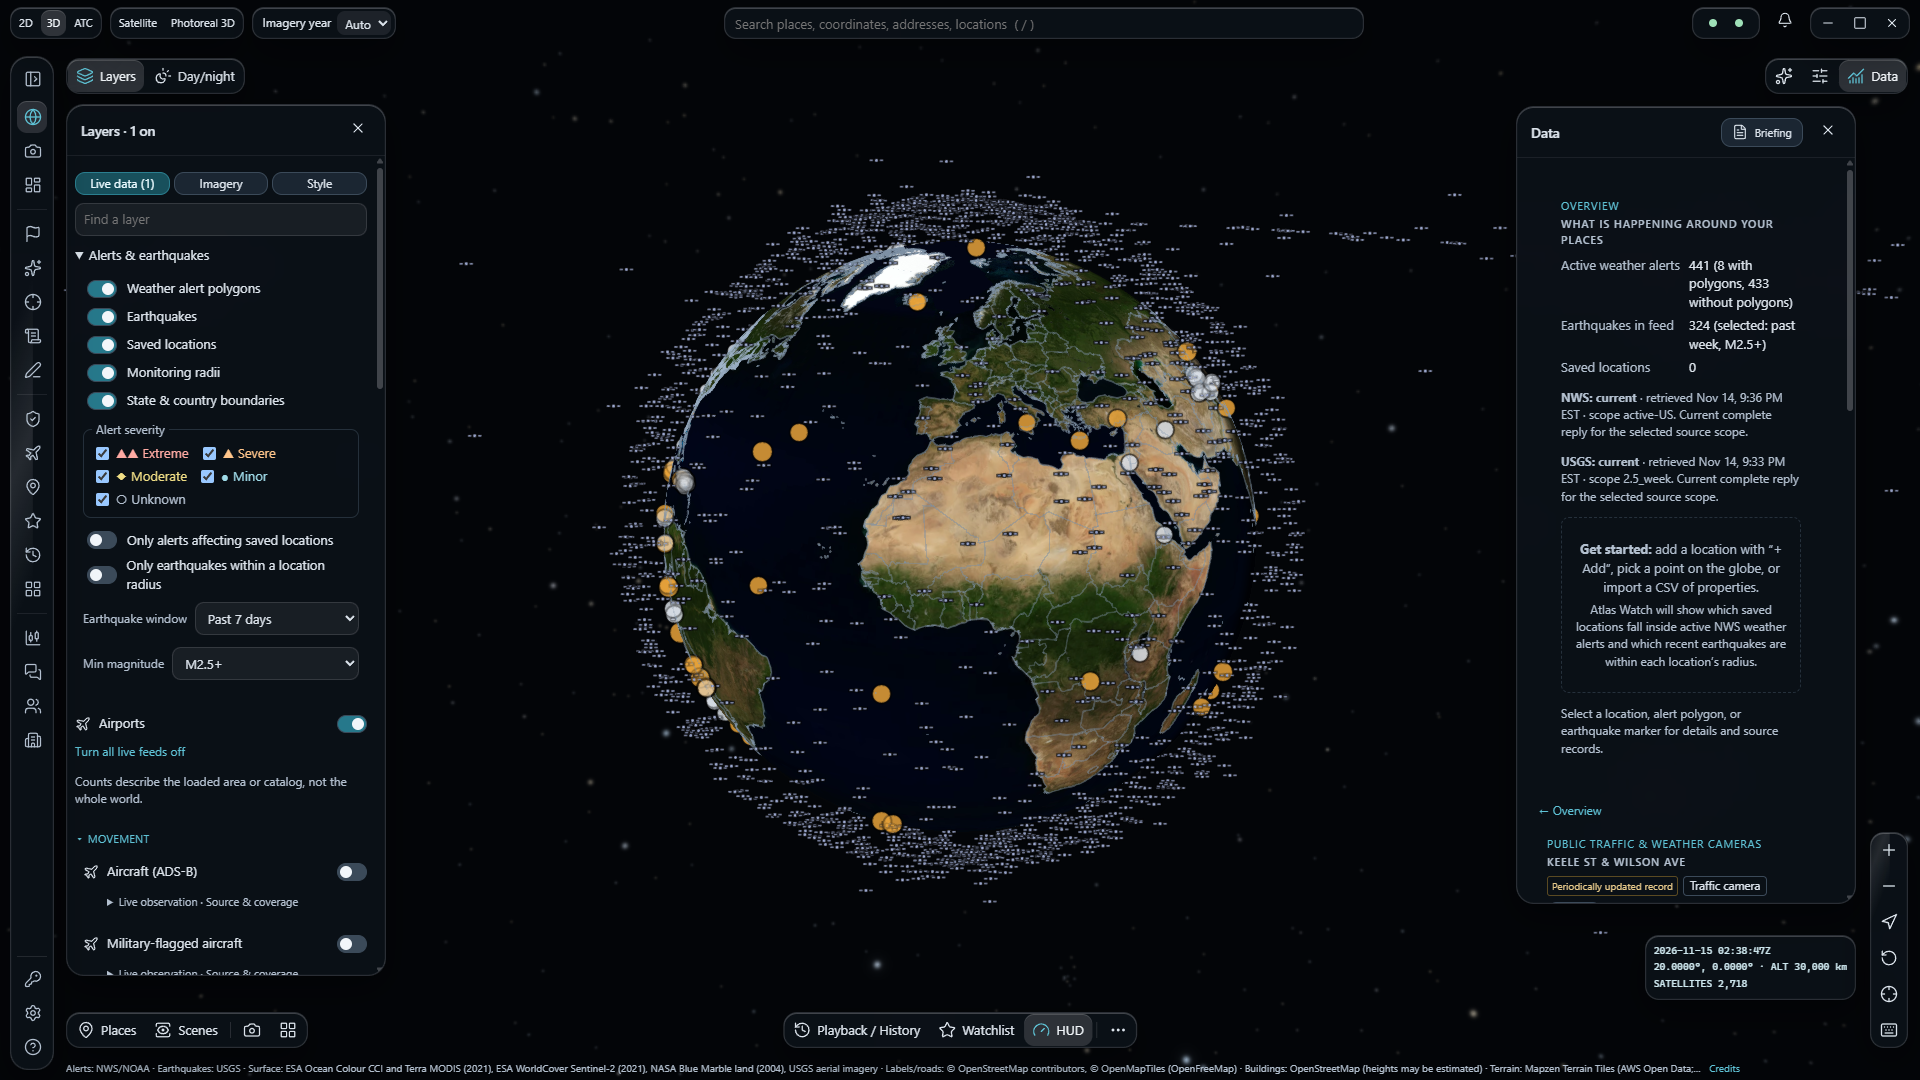 2D 3D ATC
Satellite Photoreal 3D
Imagery year Auto
Search places, coordinates, addresses, locations ( / )
Layers Day/night
Data
Layers · 1 on
Live data (1) Imagery Style
Find a layer
▼ Alerts & earthquakes
Weather alert polygons
Earthquakes
Saved locations
Monitoring radii
State & country boundaries
Alert severity
Extreme Severe
Moderate Minor
Unknown
Only alerts affecting saved locations
Only earthquakes within a location
radius
Earthquake window Past 7 days
Min magnitude M2.5+
Airports
Turn all live feeds off
Counts describe the loaded area or catalog, not the
whole world.
MOVEMENT
Aircraft (ADS-B)
Live observation · Source & coverage
Military-flagged aircraft
Live observation · Source & coverage
Places Scenes
Playback / History Watchlist HUD
Data Briefing
OVERVIEW
WHAT IS HAPPENING AROUND YOUR
PLACES
Active weather alerts 441 (8 with
polygons, 433
without polygons)
Earthquakes in feed 324 (selected: past
week, M2.5+)
Saved locations 0
NWS: current · retrieved Nov 14, 9:36 PM
EST · scope active-US. Current complete
reply for the selected source scope.
USGS: current · retrieved Nov 14, 9:33 PM
EST · scope 2.5_week. Current complete reply
for the selected source scope.
Get started: add a location with “+
Add”, pick a point on the globe, or
import a CSV of properties.
Atlas Watch will show which saved
locations fall inside active NWS weather
alerts and which recent earthquakes are
within each location’s radius.
Select a location, alert polygon, or
earthquake marker for details and source
records.
← Overview
PUBLIC TRAFFIC & WEATHER CAMERAS
KEELE ST & WILSON AVE
Periodically updated record Traffic camera
2026-11-15 02:38:47Z
20.0000°, 0.0000° · ALT 30,000 km
SATELLITES 2,718
Alerts: NWS/NOAA · Earthquakes: USGS · Surface: ESA Ocean Colour CCI and Terra MODIS (2021), ESA WorldCover Sentinel-2 (2021), NASA Blue Marble land (2004), USGS aerial imagery · Labels/roads: © OpenStreetMap contributors, © OpenMapTiles (OpenFreeMap) · Buildings: OpenStreetMap (heights may be estimated) · Terrain: Mapzen Terrain Tiles (AWS Open Data;... Credits